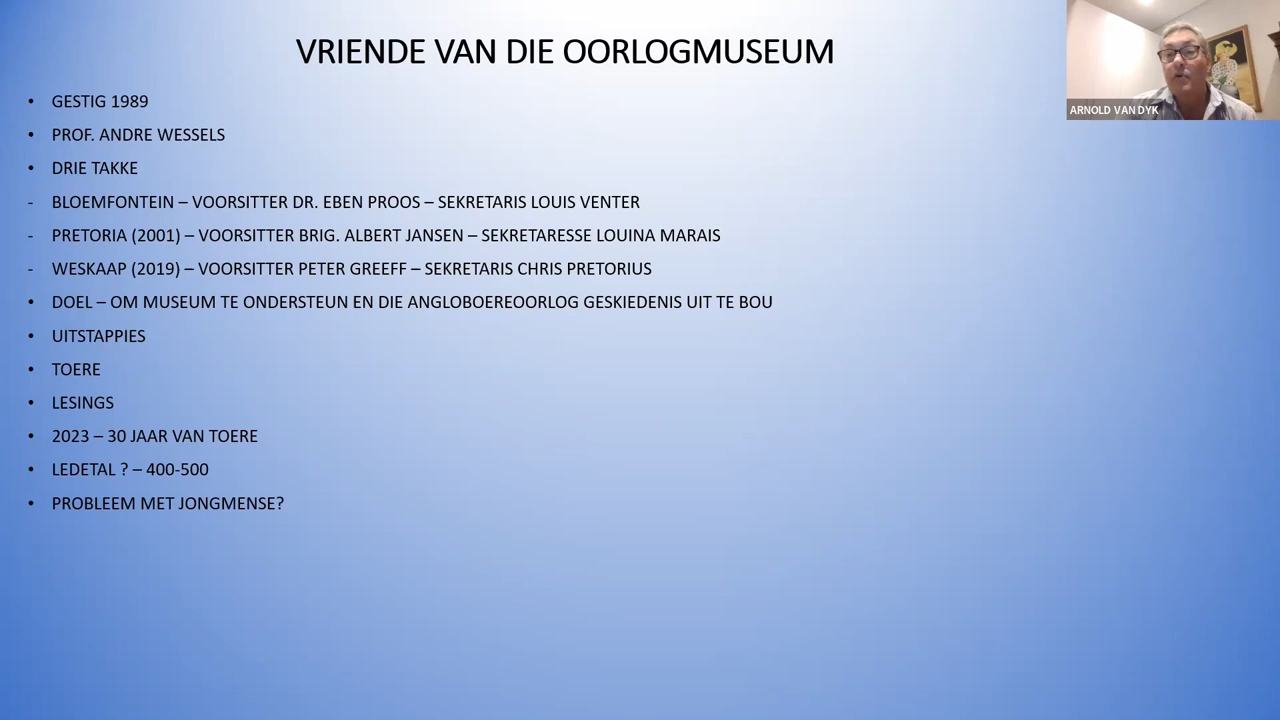 VRIENDE VAN DIE OORLOGMUSEUM
• GESTIG 1989
• PROF. ANDRE WESSELS
• DRIE TAKKE
- BLOEMFONTEIN – VOORSITTER DR. EBEN PROOS – SEKRETARIS LOUIS VENTER
- PRETORIA (2001) – VOORSITTER BRIG. ALBERT JANSEN – SEKRETARESSE LOUINA MARAIS
- WESKAAP (2019) – VOORSITTER PETER GREEFF – SEKRETARIS CHRIS PRETORIUS
• DOEL – OM MUSEUM TE ONDERSTEUN EN DIE ANGLOBOEREOORLOG GESKIEDENIS UIT TE BOU
• UITSTAPPIES
• TOERE
• LESINGS
• 2023 – 30 JAAR VAN TOERE
• LEDETAL ? – 400-500
• PROBLEEM MET JONGMENSE?
ARNOLD VAN DYK